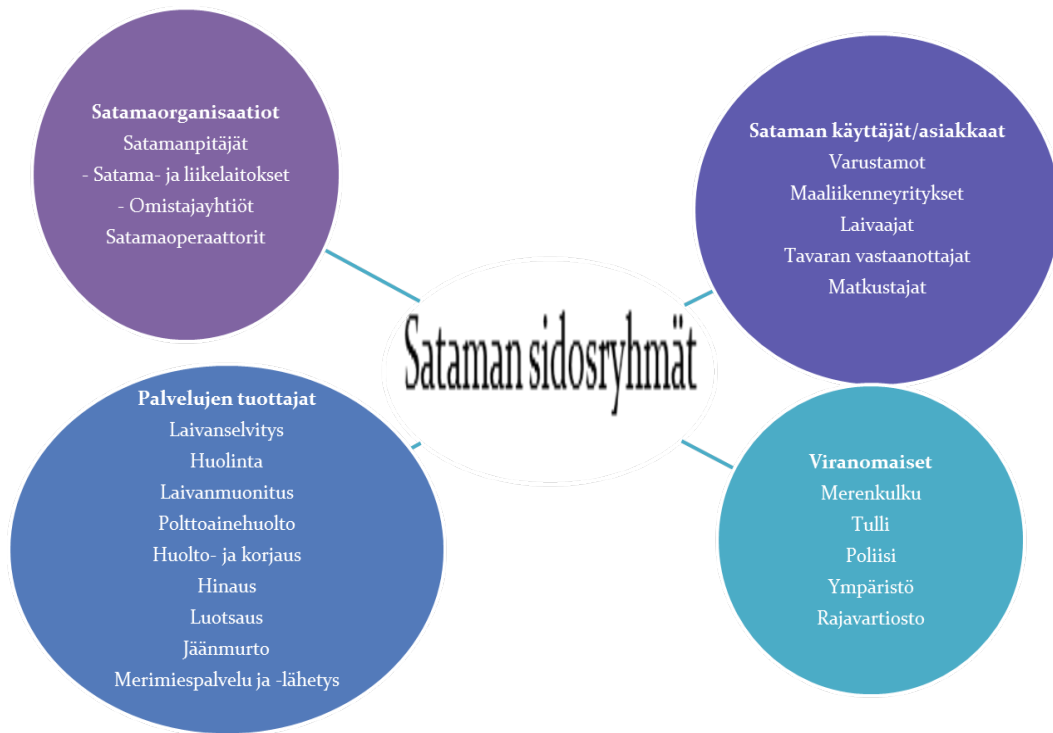 Satamaorganisaatiot
Satamanpitäjät
- Satama- ja liikelaitokset
- Omistajayhtiöt
Satamaoperaattorit
Sataman käyttäjät/asiakkaat
Varustamot
Maaliikenneyritykset
Laivaajat
Tavaran vastaanottajat
Matkustajat
Sataman sidosryhmät
Palvelujen tuottajat
Laivanselvitys
Huolinta
Laivanmuonitus
Polttoainehuolto
Huolto- ja korjaus
Hinaus
Luotsaus
Jäänmurto
Merimiespalvelu ja -lähetys
Viranomaiset
Merenkulku
Tulli
Poliisi
Ympäristö
Rajavartiosto